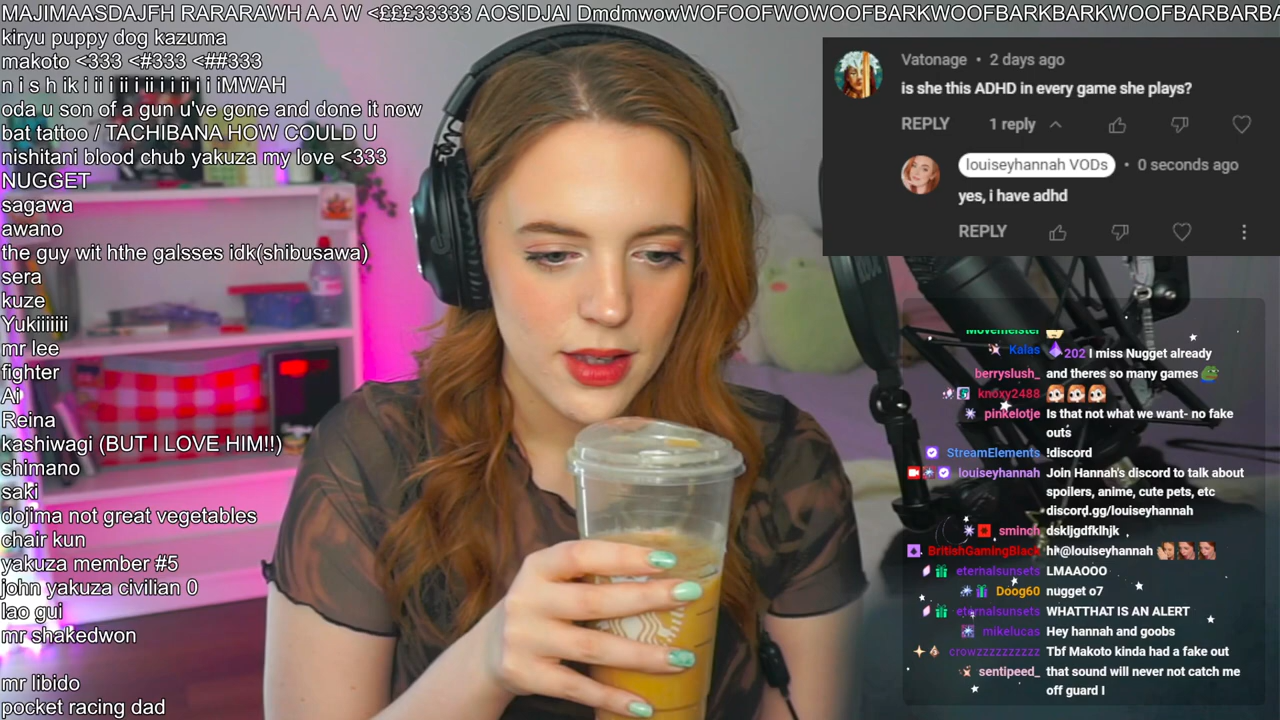 MAJIMAASDAJFH RARARAWH A A W <£££33333 AOSIDJAI DmdmwowWOFOOFWOWOOFBARKWOOFBARKBARKWOOFBARBARBA
kiryu puppy dog kazuma
makoto <333 <#333 <##333
n i s h ik i ii i ii i ii i i ii i i iMWAH
oda u son of a gun u've gone and done it now
bat tattoo / TACHIBANA HOW COULD U
nishitani blood chub yakuza my love <333
NUGGET
sagawa
awano
the guy wit hthe galsses idk(shibusawa)
sera
kuze
Yukiiiiiii
mr lee
fighter
Ai
Reina
kashiwagi (BUT I LOVE HIM!!)
shimano
saki
dojima not great vegetables
chair kun
yakuza member #5
john yakuza civilian 0
lao gui
mr shakedwon
mr libido
pocket racing dad
Vatonage • 2 days ago
is she this ADHD in every game she plays?
REPLY 1 reply
louiseyhannah VODs • 0 seconds ago
yes, i have adhd
REPLY
Movemeister
Kalas 202 I miss Nugget already
berryslush_ and theres so many games
knoxy2488
pinkelotje Is that not what we want- no fake
outs
StreamElements !discord
louiseyhannah Join Hannah's discord to talk about
spoilers, anime, cute pets, etc
discord.gg/louiseyhannah
sminch dskljgdfklhjk
BritishGamingBlack hi @louiseyhannah
eternalsunsets LMAAOOO
Doog60 nugget o7
eternalsunsets WHATTHAT IS AN ALERT
mikelucas Hey hannah and goobs
crowzzzzzzzzzz Tbf Makoto kinda had a fake out
sentipeed_ that sound will never not catch me
off guard I